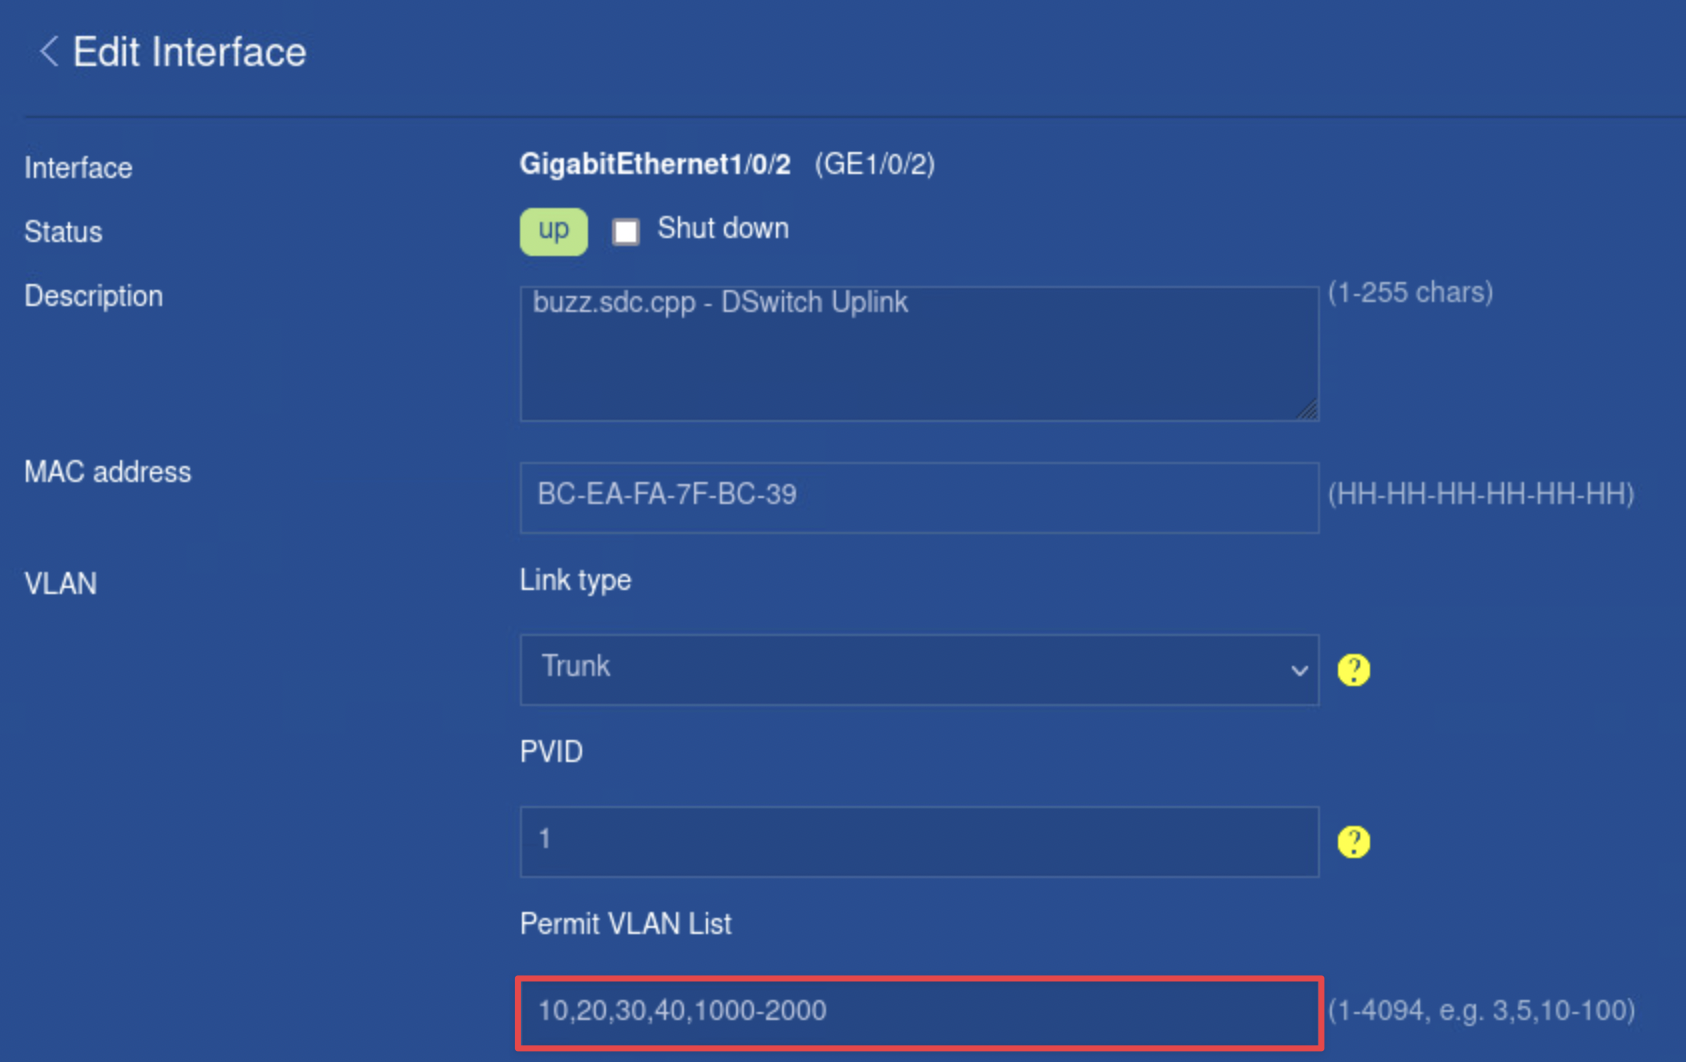 Edit Interface
Interface GigabitEthernet1/0/2 (GE1/0/2)
Status up Shut down
Description buzz.sdc.cpp - DSwitch Uplink (1-255 chars)
MAC address BC-EA-FA-7F-BC-39 (HH-HH-HH-HH-HH-HH)
VLAN Link type
Trunk ?
PVID
1 ?
Permit VLAN List
10,20,30,40,1000-2000 (1-4094, e.g. 3,5,10-100)